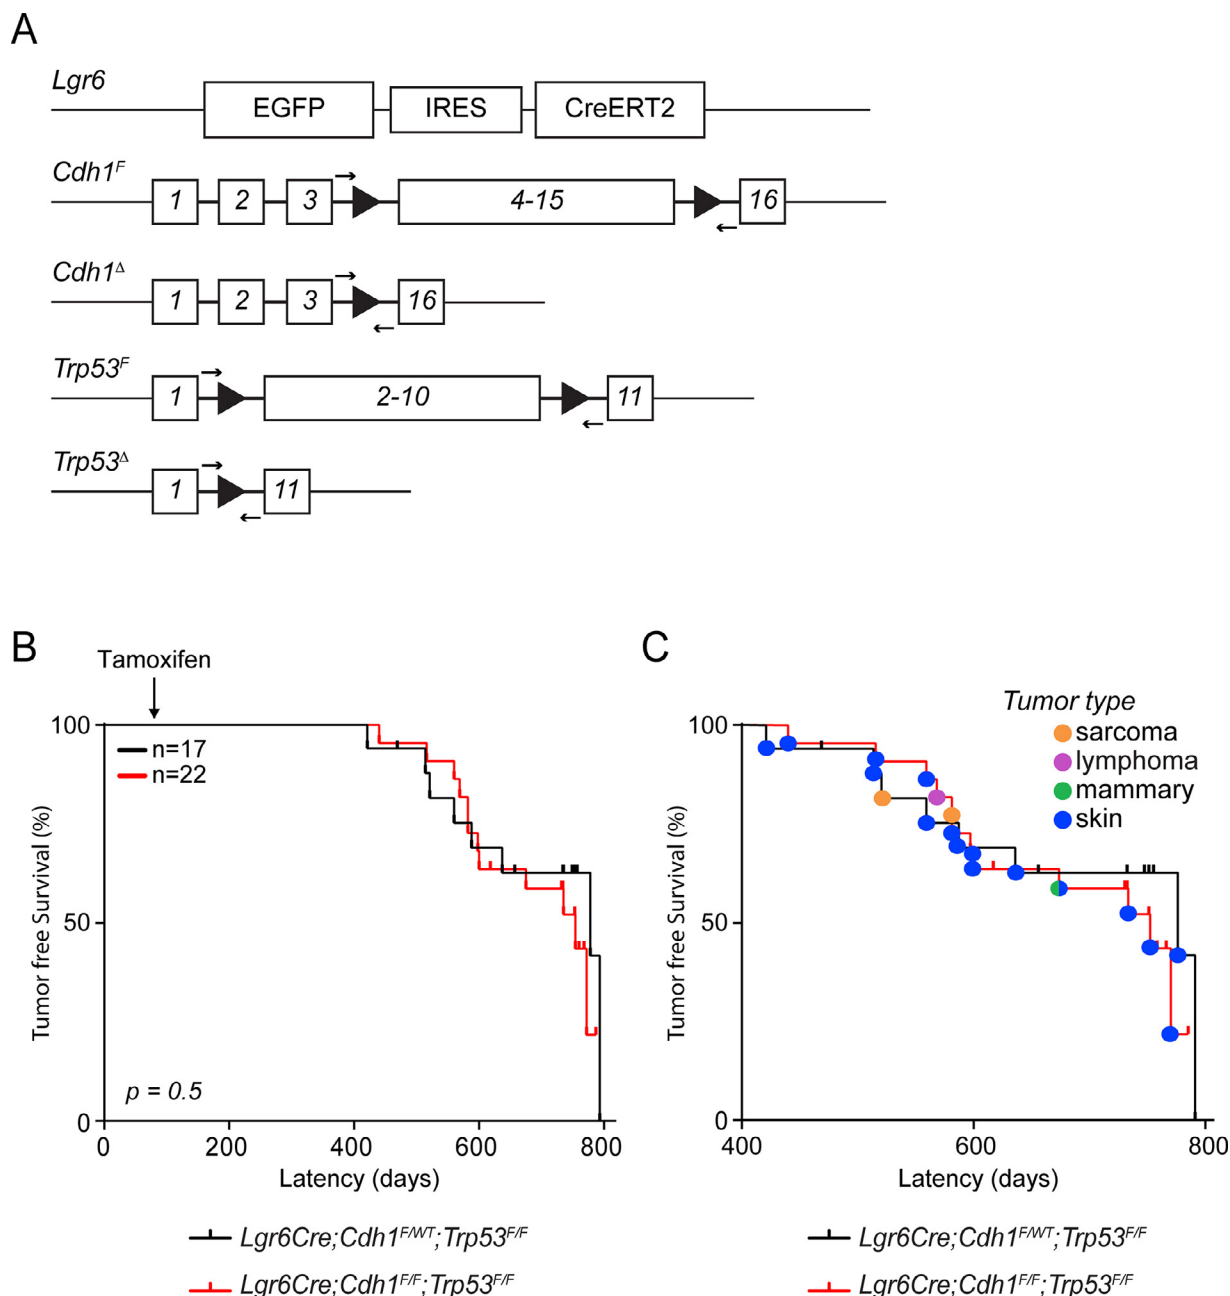 A
Lgr6
EGFP IRES CreERT2
Cdh1F
1 2 3 4-15 16
Cdh1Δ
1 2 3 16
Trp53F
1 2-10 11
Trp53Δ
1 11
B
Tamoxifen
100
50
0
Tumor free Survival (%)
n=17
n=22
p = 0.5
0 200 400 600 800
Latency (days)
Lgr6Cre;Cdh1F/WT;Trp53F/F
Lgr6Cre;Cdh1F/F;Trp53F/F
C
Tumor type
sarcoma
lymphoma
mammary
skin
100
50
0
Tumor free Survival (%)
400 600 800
Latency (days)
Lgr6Cre;Cdh1F/WT;Trp53F/F
Lgr6Cre;Cdh1F/F;Trp53F/F